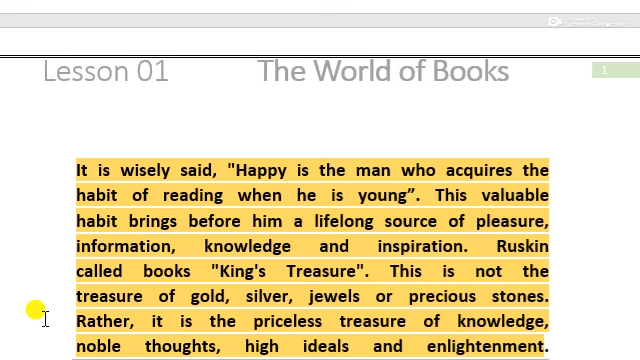 Lesson 01 The World of Books 1
It is wisely said, "Happy is the man who acquires the
habit of reading when he is young”. This valuable
habit brings before him a lifelong source of pleasure,
information, knowledge and inspiration. Ruskin
called books "King's Treasure". This is not the
treasure of gold, silver, jewels or precious stones.
Rather, it is the priceless treasure of knowledge,
noble thoughts, high ideals and enlightenment.